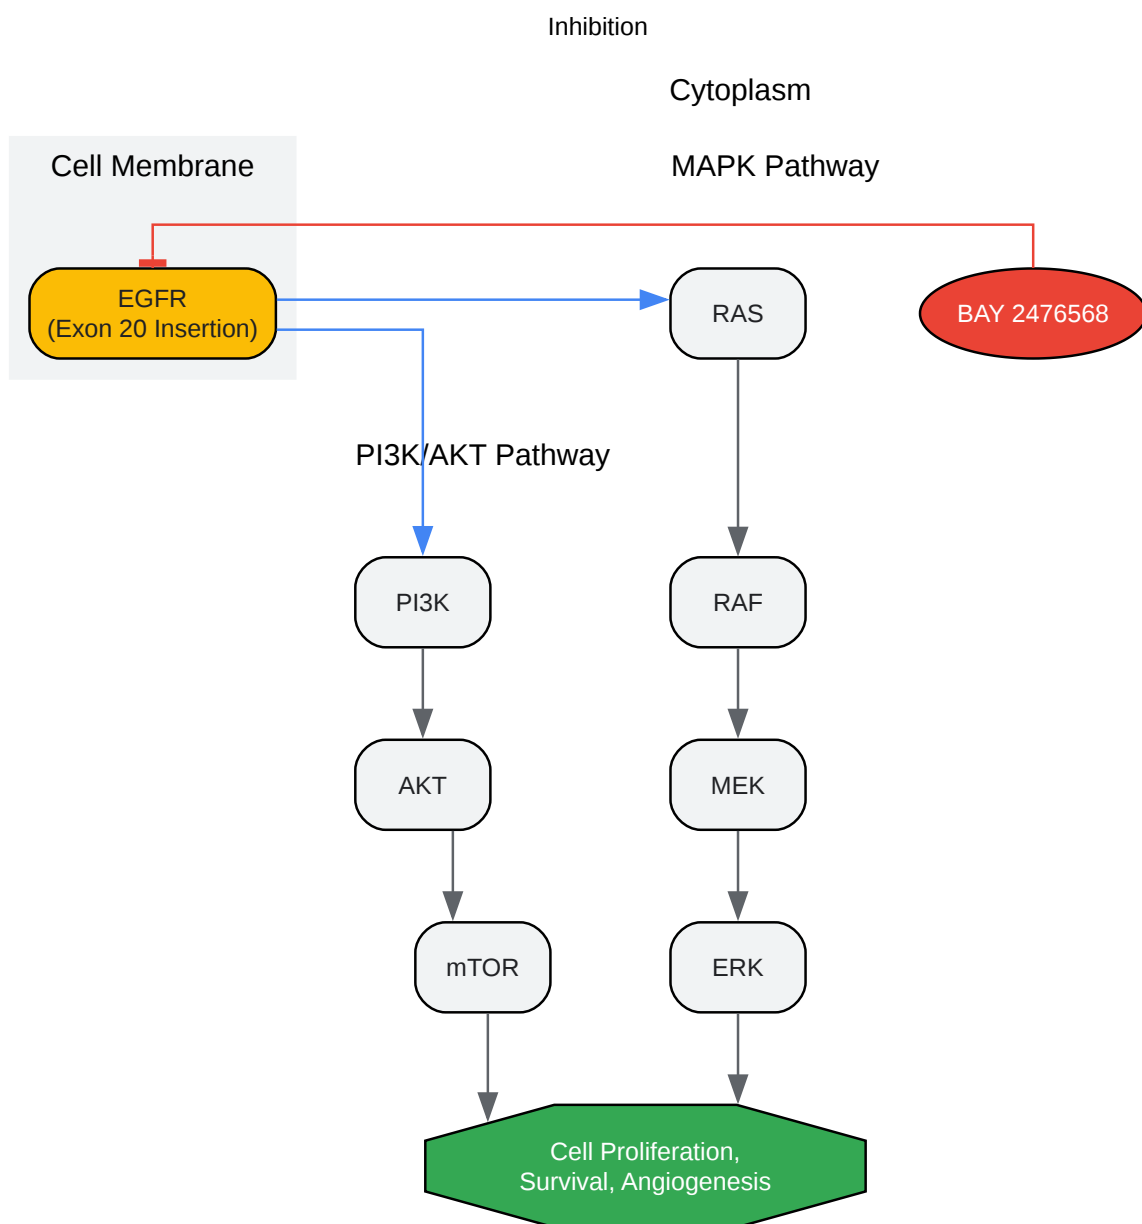 Inhibition
Cytoplasm
Cell Membrane
MAPK Pathway
EGFR
(Exon 20 Insertion)
RAS
BAY 2476568
PI3K/AKT Pathway
PI3K
RAF
AKT
MEK
mTOR
ERK
Cell Proliferation,
Survival, Angiogenesis